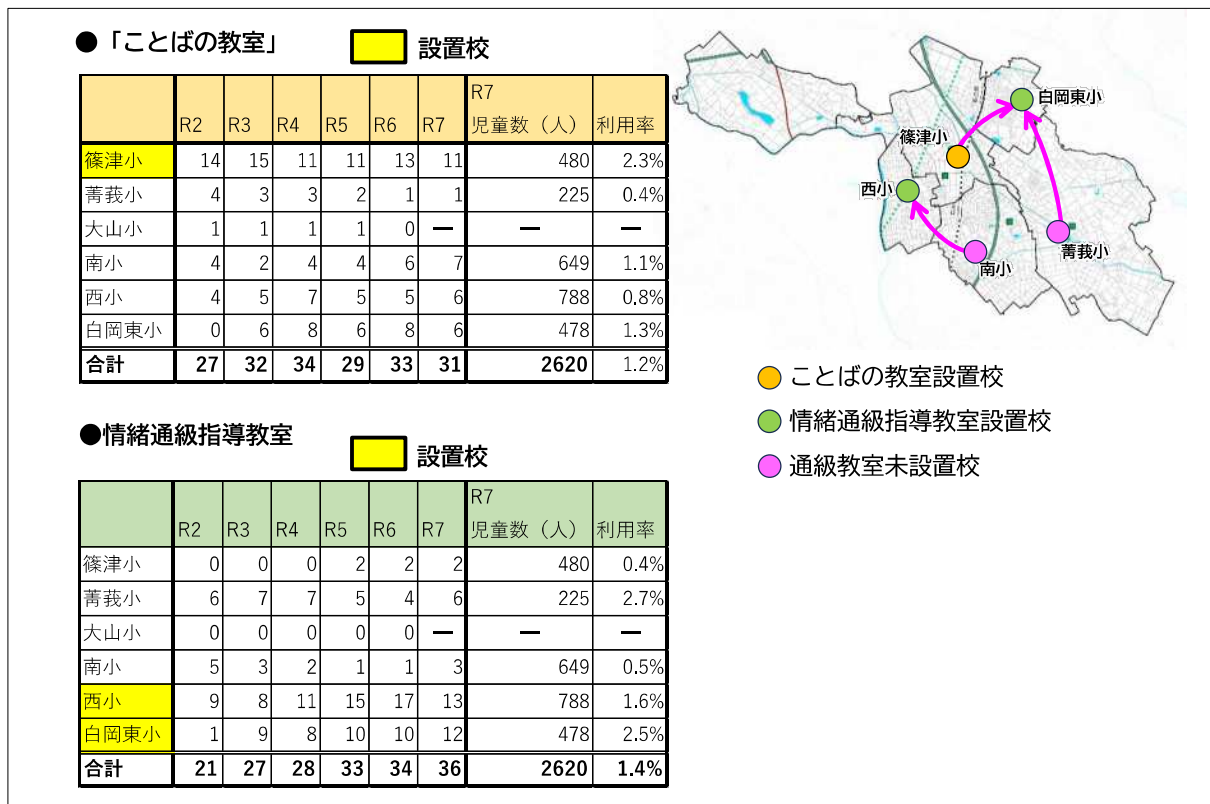 ●「ことばの教室」 設置校
R2 R3 R4 R5 R6 R7 R7 児童数（人） 利用率
篠津小 14 15 11 11 13 11 480 2.3%
菁莪小 4 3 3 2 1 1 225 0.4%
大山小 1 1 1 1 0 ー ー ー
南小 4 2 4 4 6 7 649 1.1%
西小 4 5 7 5 5 6 788 0.8%
白岡東小 0 6 8 6 8 6 478 1.3%
合計 27 32 34 29 33 31 2620 1.2%
●情緒通級指導教室 設置校
R2 R3 R4 R5 R6 R7 R7 児童数（人） 利用率
篠津小 0 0 0 2 2 2 480 0.4%
菁莪小 6 7 7 5 4 6 225 2.7%
大山小 0 0 0 0 0 ー ー ー
南小 5 3 2 1 1 3 649 0.5%
西小 9 8 11 15 17 13 788 1.6%
白岡東小 1 9 8 10 10 12 478 2.5%
合計 21 27 28 33 34 36 2620 1.4%
白岡東小
篠津小
西小
菁莪小
南小
ことばの教室設置校
情緒通級指導教室設置校
通級教室未設置校